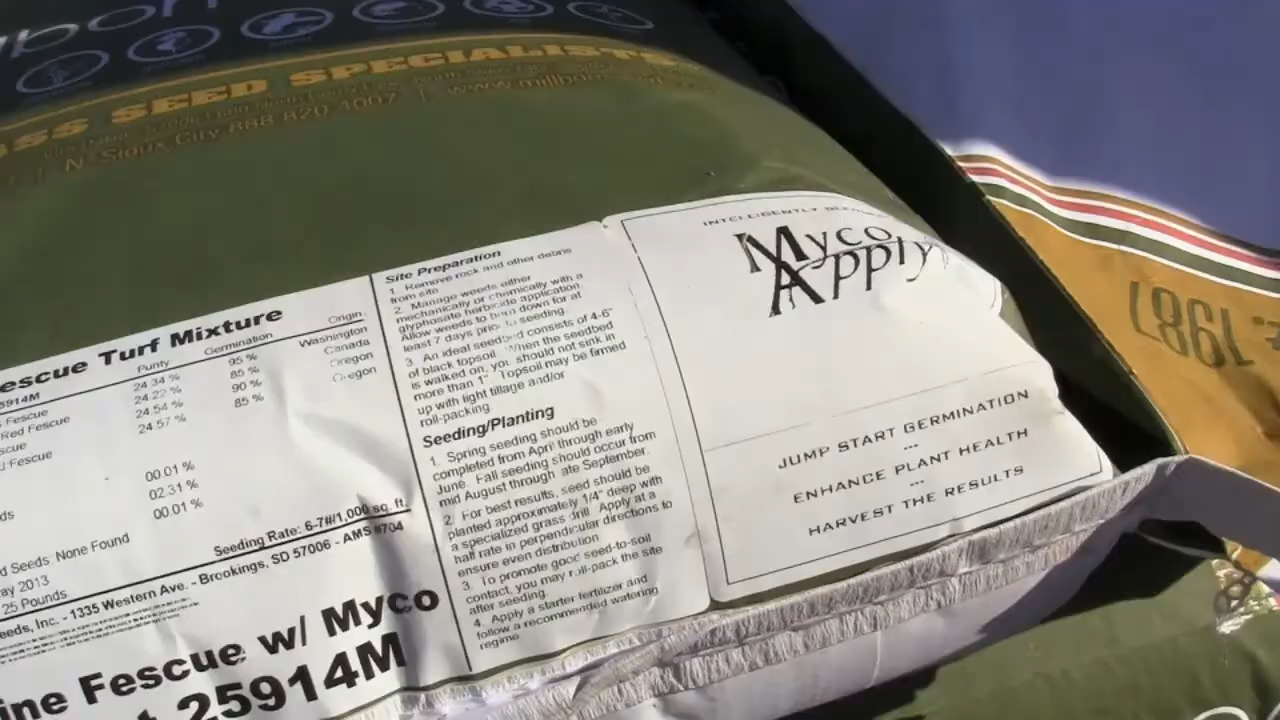 SEED SPECIALISTS
N. Sioux City 888 820 4007 | www.millbor
INTELLIGENTLY
Myco
Apply
1987
escue Turf Mixture
5914M
Purity Germination Origin
24.34 % 95 % Washington
Fescue 24.22 % 85 % Canada
Red Fescue 24.54 % 90 % Oregon
scue 24.57 % 85 % Oregon
Fescue
00.01 %
02.31 %
ds 00.01 %
d Seeds: None Found
ay 2013
25 Pounds
Seeding Rate: 6-7#/1,000 sq. ft.
eeds, Inc. - 1335 Western Ave. - Brookings, SD 57006 - AMS #704
ine Fescue w/ Myco
25914M
Site Preparation
1. Remove rock and other debris
from site
2. Manage weeds either
mechanically or chemically with a
glyphosate herbicide application.
Allow weeds to burn down for at
least 7 days prior to seeding.
3. An ideal seedbed consists of 4-6"
of black topsoil. When the seedbed
is walked on, you should not sink in
more than 1". Topsoil may be firmed
up with light tillage and/or
roll-packing.
Seeding/Planting
1. Spring seeding should be
completed from April through early
June. Fall seeding should occur from
mid August through late September.
2. For best results, seed should be
planted approximately 1/4" deep with
a specialized grass drill. Apply at a
half rate in perpendicular directions to
ensure even distribution
3. To promote good seed-to-soil
contact, you may roll-pack the site
after seeding.
4. Apply a starter fertilizer and
follow a recommended watering
regime.
JUMP START GERMINATION
...
ENHANCE PLANT HEALTH
...
HARVEST THE RESULTS